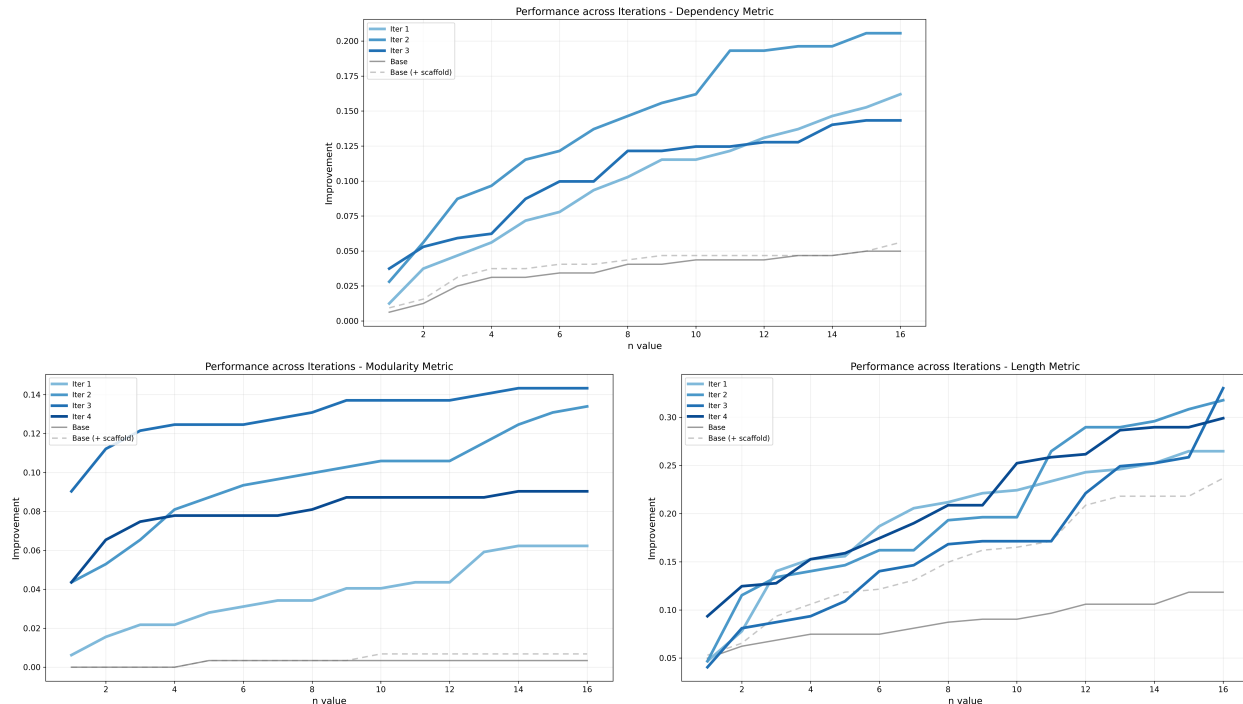 Performance across Iterations - Dependency Metric
Iter 1
Iter 2
Iter 3
Base
Base (+ scaffold)
0.200
0.175
0.150
0.125
0.100
0.075
0.050
0.025
0.000
Improvement
2 4 6 8 10 12 14 16
n value
Performance across Iterations - Modularity Metric
Iter 1
Iter 2
Iter 3
Iter 4
Base
Base (+ scaffold)
0.14
0.12
0.10
0.08
0.06
0.04
0.02
0.00
Improvement
2 4 6 8 10 12 14 16
n value
Performance across Iterations - Length Metric
Iter 1
Iter 2
Iter 3
Iter 4
Base
Base (+ scaffold)
0.30
0.25
0.20
0.15
0.10
0.05
Improvement
2 4 6 8 10 12 14 16
n value